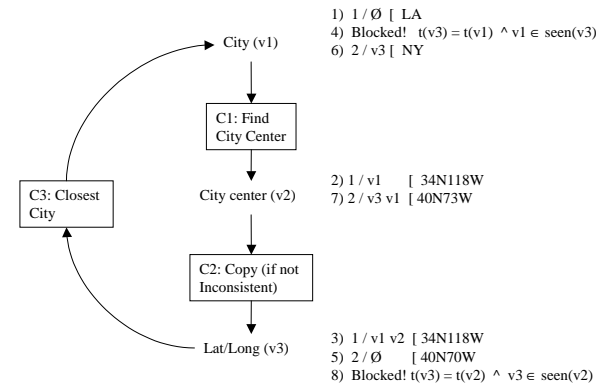 1) 1 / Ø [ LA
4) Blocked! t(v3) = t(v1) ^ v1 ∈ seen(v3)
6) 2 / v3 [ NY
City (v1)
C1: Find
City Center
City center (v2)
2) 1 / v1 [ 34N118W
7) 2 / v3 v1 [ 40N73W
C3: Closest
City
C2: Copy (if not
Inconsistent)
Lat/Long (v3)
3) 1 / v1 v2 [ 34N118W
5) 2 / Ø [ 40N70W
8) Blocked! t(v3) = t(v2) ^ v3 ∈ seen(v2)